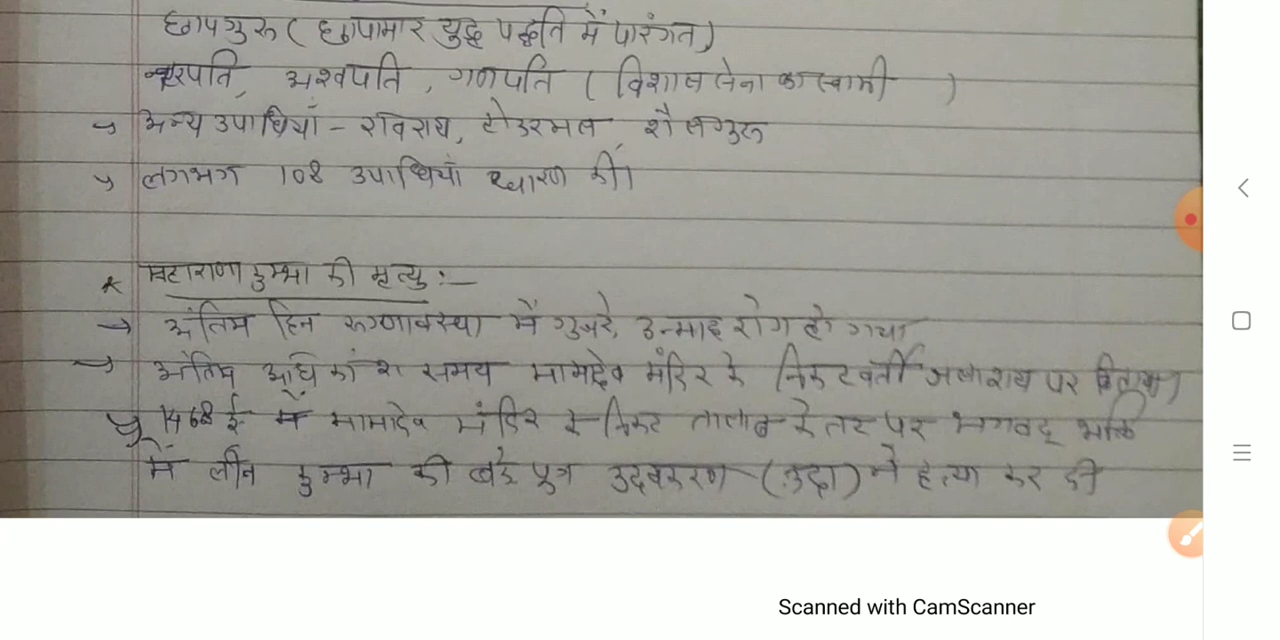 छापगुरु ( छापामार युद्ध पद्धति में पारंगत )
नरपति, अश्वपति, गणपति ( विशाल सेना का स्वामी )
→ अन्य उपाधियाँ - रविराय, टोडरमल, शैलगुरु
→ लगभग 108 उपाधियाँ धारण की।
* महाराणा कुम्भा की मृत्यु :-
→ अंतिम दिन रुग्णावस्था में गुजरे, उन्माद रोग हो गया
→ अंतिम अधिकांश समय मामादेव मंदिर के निकटवर्ती जलाशय पर बिताया
→ 1468 ई में मामादेव मंदिर के निकट तालाब के तट पर भगवद् भक्ति
में लीन कुम्भा की बड़े पुत्र उदयकरण (ऊदा) ने हत्या कर दी
Scanned with CamScanner